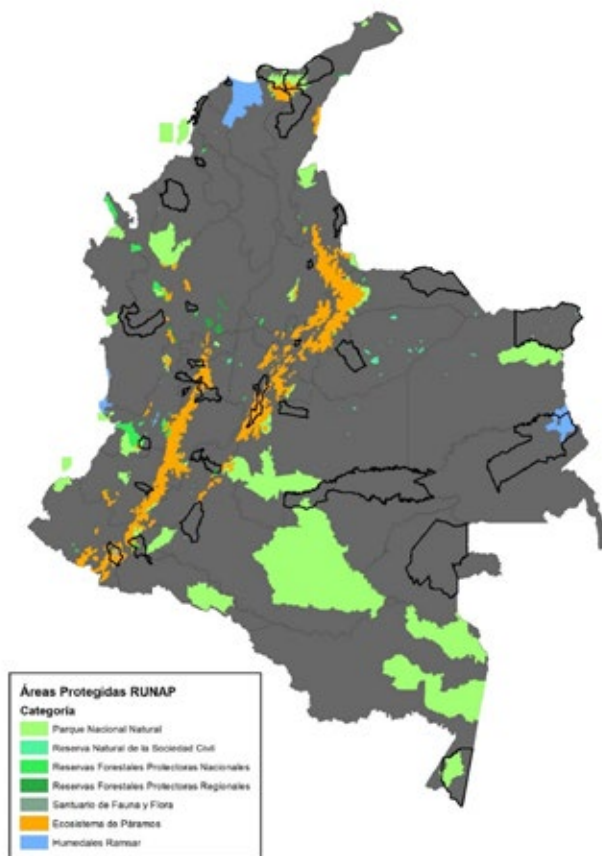 Áreas Protegidas RUNAP
Categoría
Parque Nacional Natural
Reserva Natural de la Sociedad Civil
Reservas Forestales Protectoras Nacionales
Reservas Forestales Protectoras Regionales
Santuario de Fauna y Flora
Ecosistema de Páramos
Humedales Ramsar